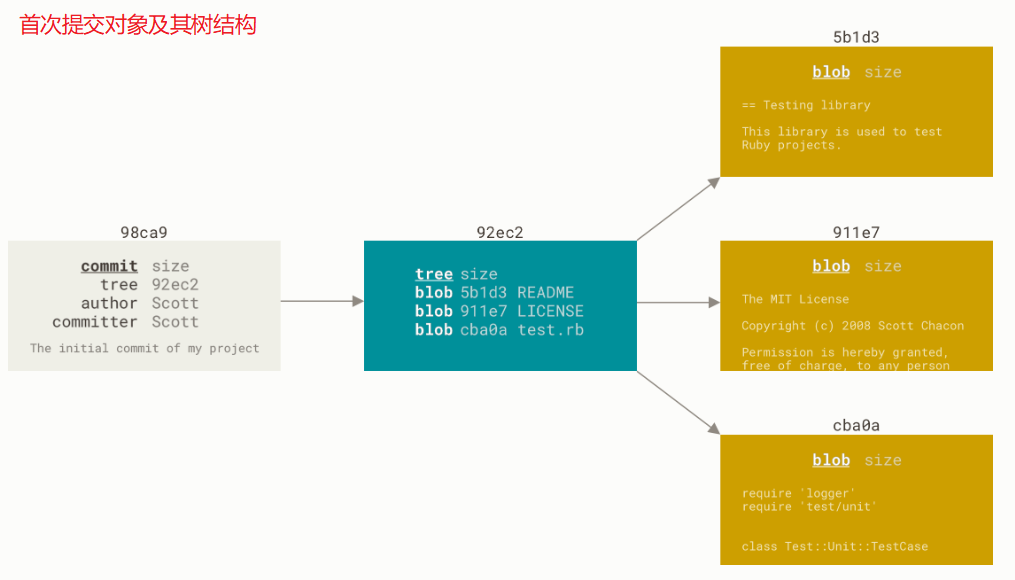 首次提交对象及其树结构
98ca9
commit size
tree 92ec2
author Scott
committer Scott
The initial commit of my project
92ec2
tree size
blob 5b1d3 README
blob 911e7 LICENSE
blob cba0a test.rb
5b1d3
blob size
== Testing library
This library is used to test
Ruby projects.
911e7
blob size
The MIT License
Copyright (c) 2008 Scott Chacon
Permission is hereby granted,
free of charge, to any person
cba0a
blob size
require 'logger'
require 'test/unit'
class Test::Unit::TestCase